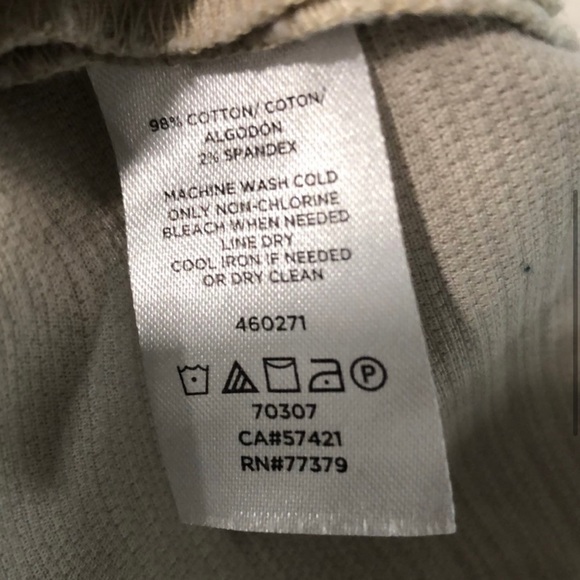 98% COTTON/ COTON/
ALGODÓN
2% SPANDEX
MACHINE WASH COLD
ONLY NON-CHLORINE
BLEACH WHEN NEEDED
LINE DRY
COOL IRON IF NEEDED
OR DRY CLEAN
460271
P
70307
CA#57421
RN#77379